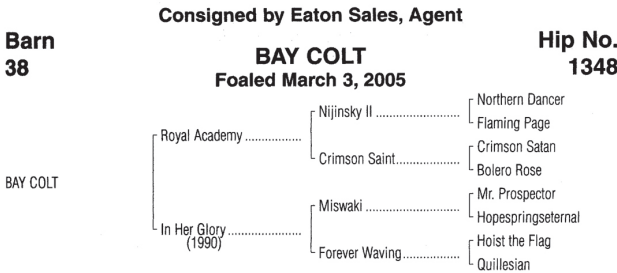 Consigned by Eaton Sales, Agent
Barn
38
Hip No.
1348
BAY COLT
Foaled March 3, 2005
BAY COLT
Royal Academy ................
In Her Glory .....................
(1990)
Nijinsky II ........................
Crimson Saint..................
Miswaki ...........................
Forever Waving................
Northern Dancer
Flaming Page
Crimson Satan
Bolero Rose
Mr. Prospector
Hopespringseternal
Hoist the Flag
Quillesian